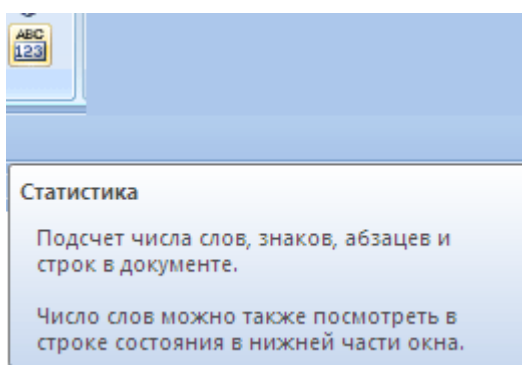 ABC
123
Статистика
Подсчет числа слов, знаков, абзацев и
строк в документе.
Число слов можно также посмотреть в
строке состояния в нижней части окна.